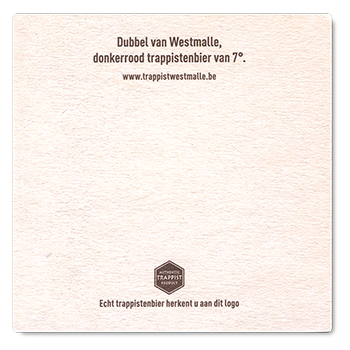 Dubbel van Westmalle,
donkerrood trappistenbier van 7°.
www.trappistwestmalle.be
AUTHENTIC
TRAPPIST
PRODUCT
Echt trappistenbier herkent u aan dit logo